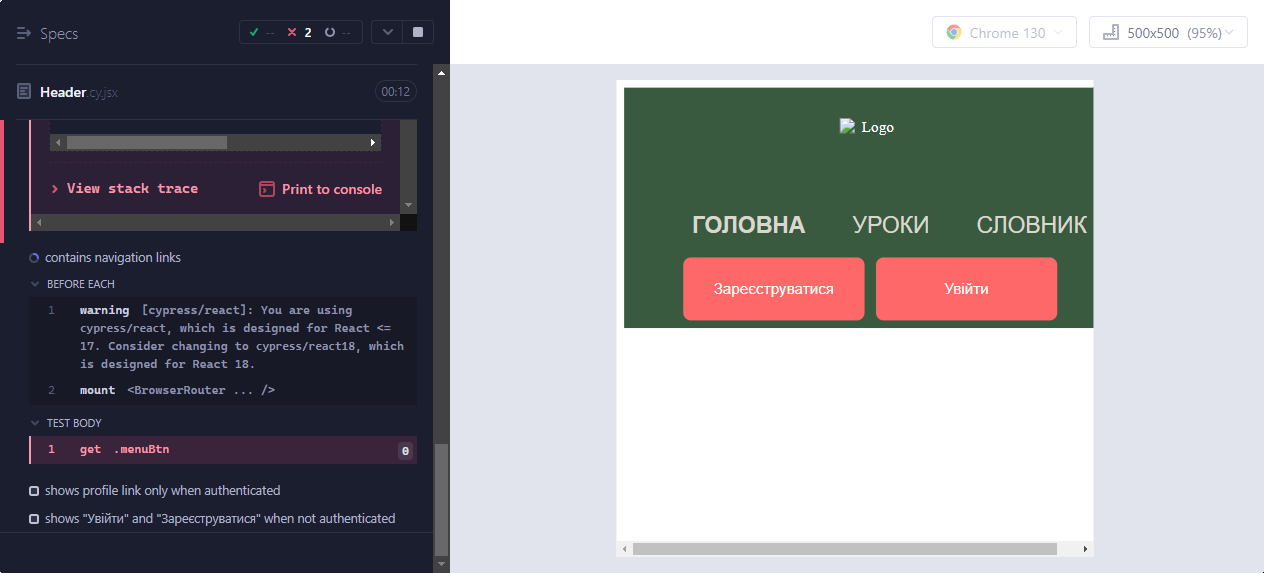 Specs
-- 2 --
Header.cy.jsx
00:12
View stack trace
Print to console
contains navigation links
BEFORE EACH
1 warning [cypress/react]: You are using
cypress/react, which is designed for React <=
17. Consider changing to cypress/react18, which
is designed for React 18.
2 mount <BrowserRouter ... />
TEST BODY
1 get .menuBtn 0
shows profile link only when authenticated
shows "Увійти" and "Зареєструватися" when not authenticated
Chrome 130
500x500 (95%)
Logo
ГОЛОВНА УРОКИ СЛОВНИК
Зареєструватися Увійти